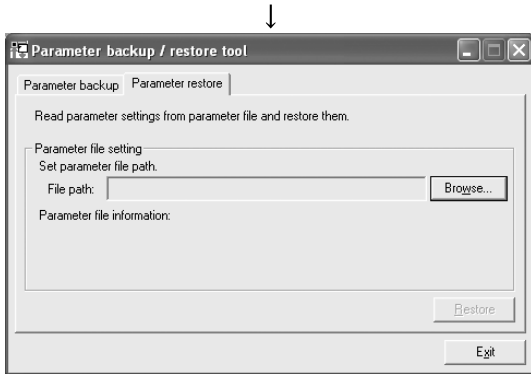 ↓
Parameter backup / restore tool
Parameter backup Parameter restore
Read parameter settings from parameter file and restore them.
Parameter file setting
Set parameter file path.
File path: Browse...
Parameter file information:
Restore
Exit